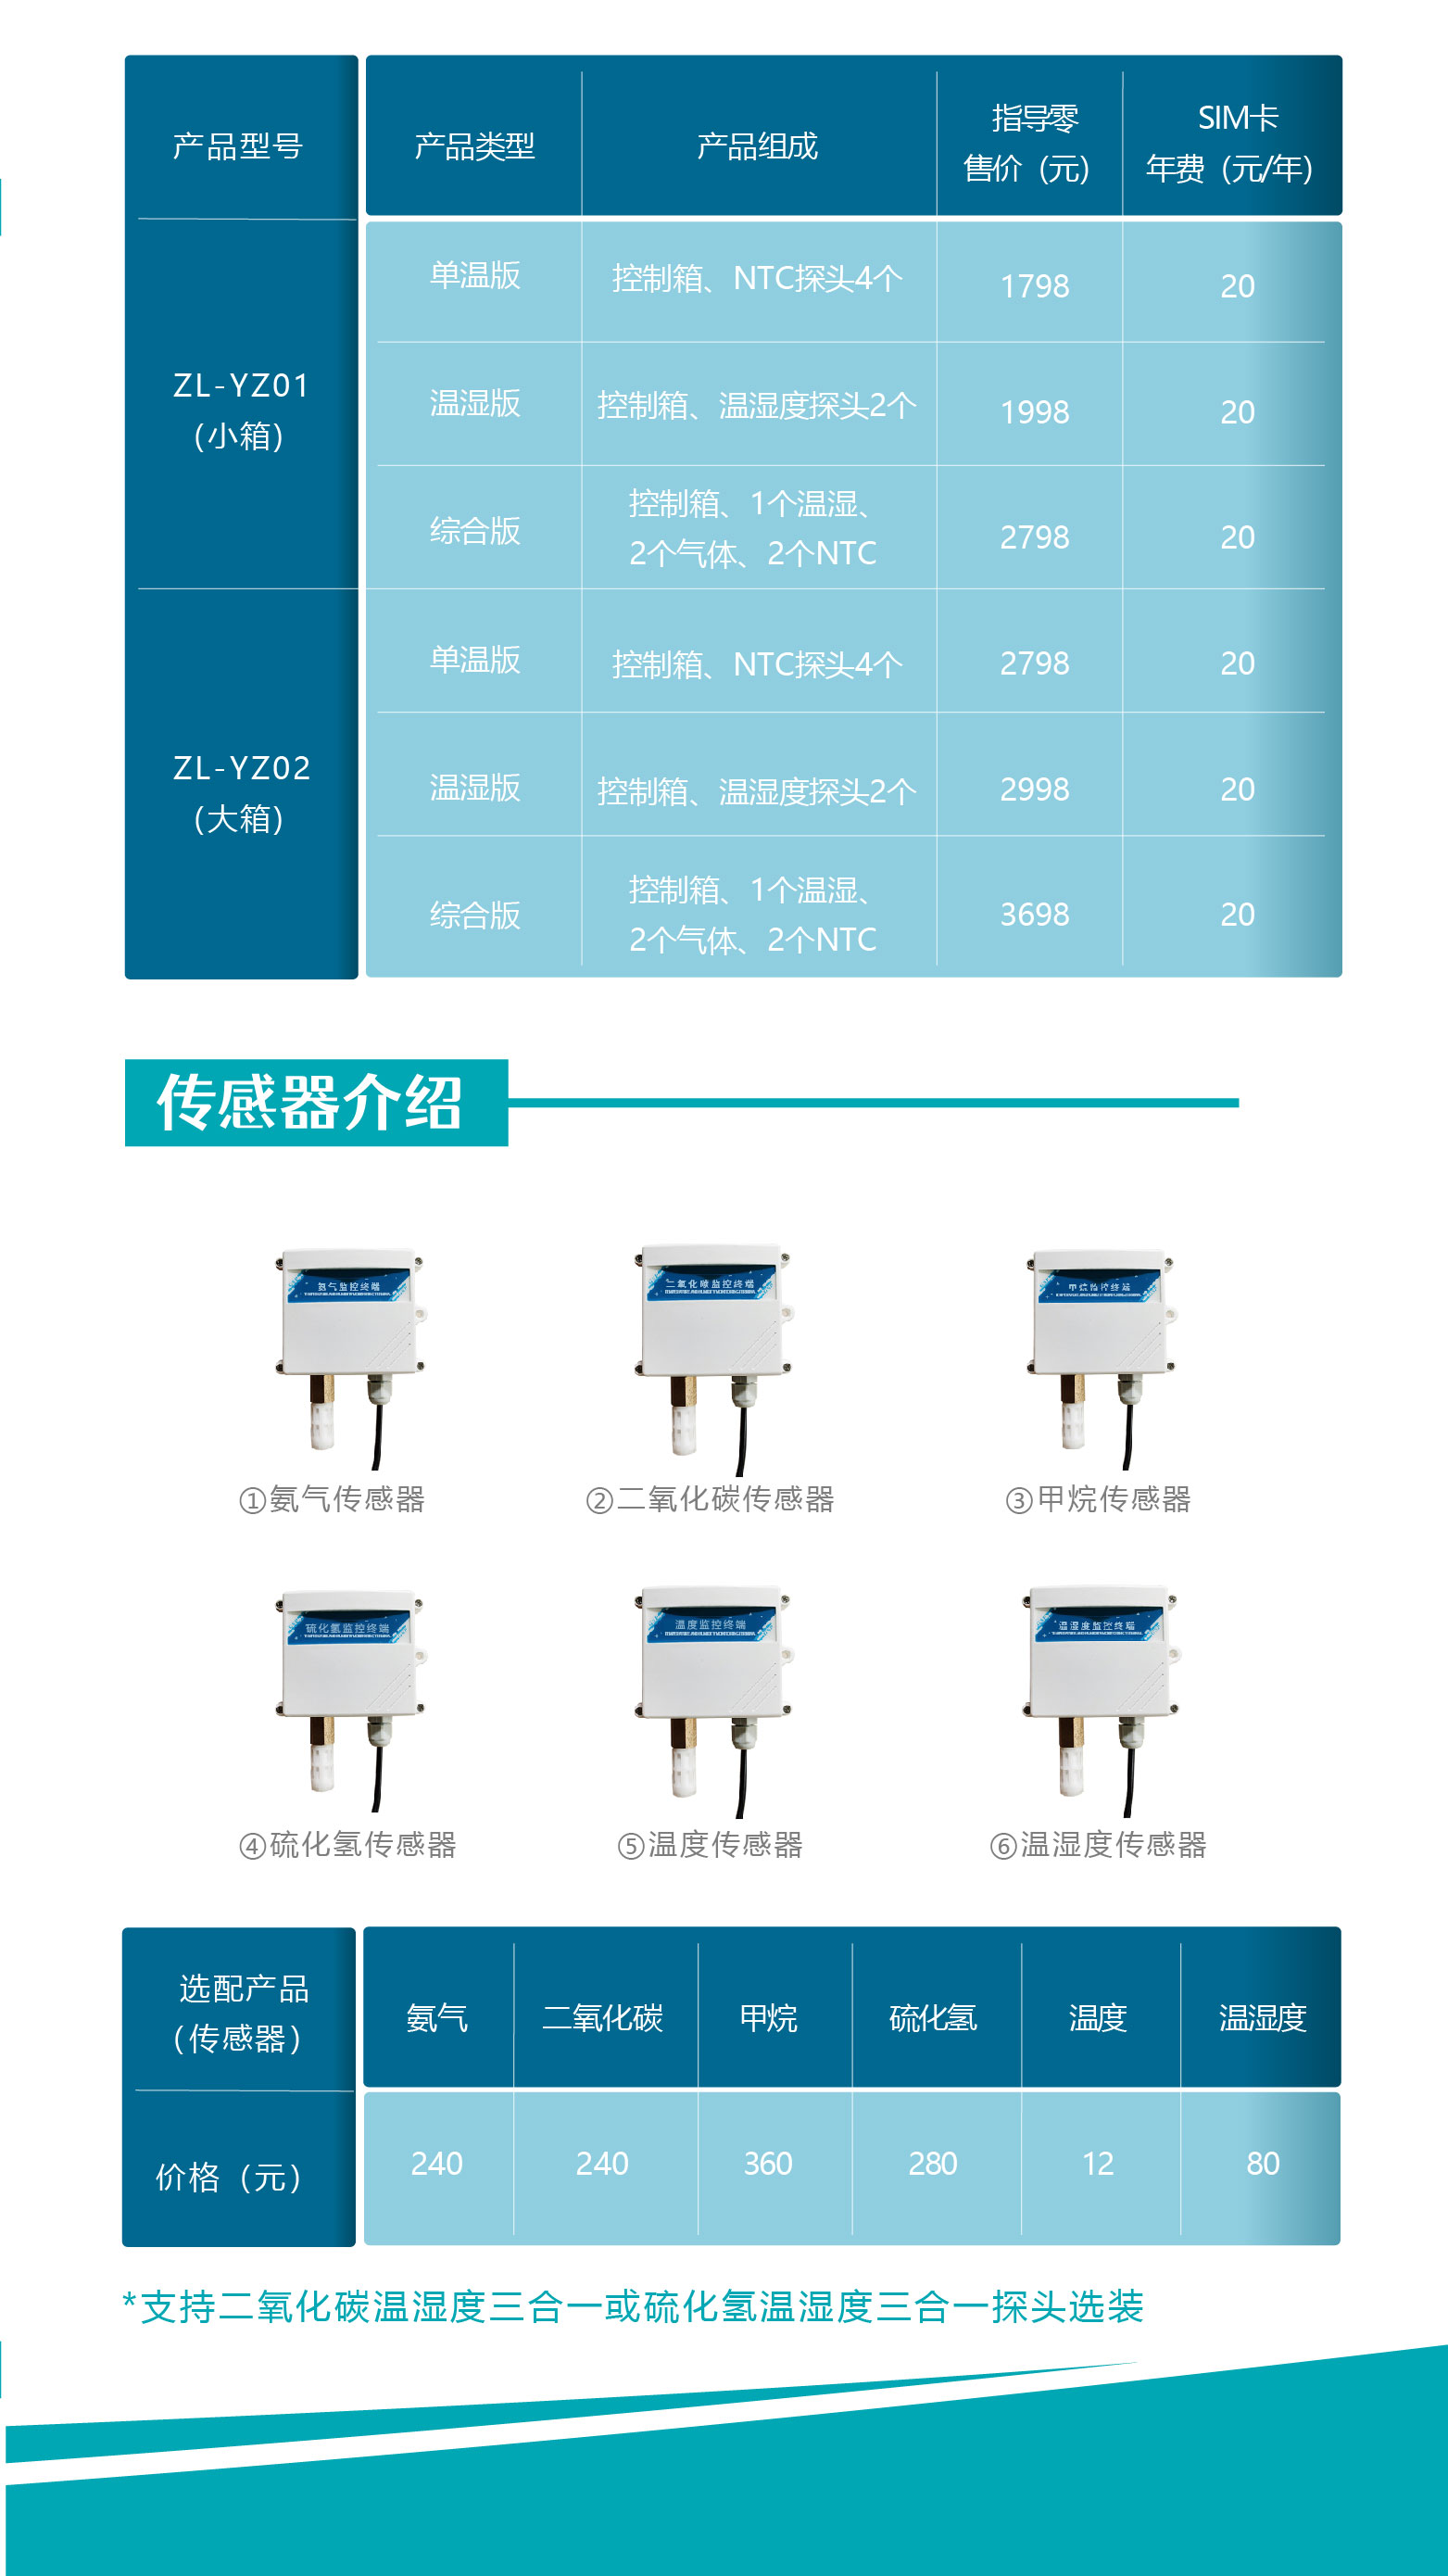 产品型号
产品类型
产品组成
指导零
售价（元）
SIM卡
年费（元/年）
ZL-YZ01
（小箱）
单温版
控制箱、NTC探头4个
1798
20
温湿版
控制箱、温湿度探头2个
1998
20
综合版
控制箱、1个温湿、
2个气体、2个NTC
2798
20
ZL-YZ02
（大箱）
单温版
控制箱、NTC探头4个
2798
20
温湿版
控制箱、温湿度探头2个
2998
20
综合版
控制箱、1个温湿、
2个气体、2个NTC
3698
20
传感器介绍
氨气监控终端
二氧化碳监控终端
甲烷监控终端
①氨气传感器
②二氧化碳传感器
③甲烷传感器
硫化氢监控终端
温度监控终端
温湿度监控终端
④硫化氢传感器
⑤温度传感器
⑥温湿度传感器
选配产品
（传感器）
氨气
二氧化碳
甲烷
硫化氢
温度
温湿度
价格（元）
240
240
360
280
12
80
*支持二氧化碳温湿度三合一或硫化氢温湿度三合一探头选装